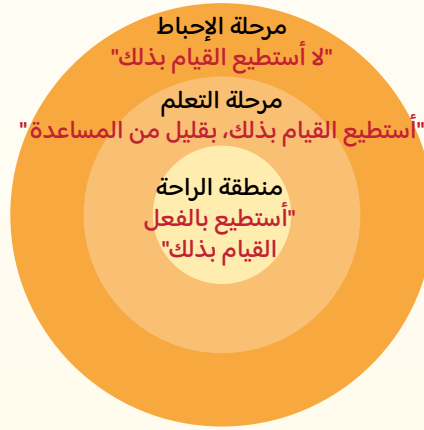 مرحلة الإحباط
"لا أستطيع القيام بذلك"
مرحلة التعلم
"أستطيع القيام بذلك، بقليل من المساعدة"
منطقة الراحة
"أستطيع بالفعل
القيام بذلك"